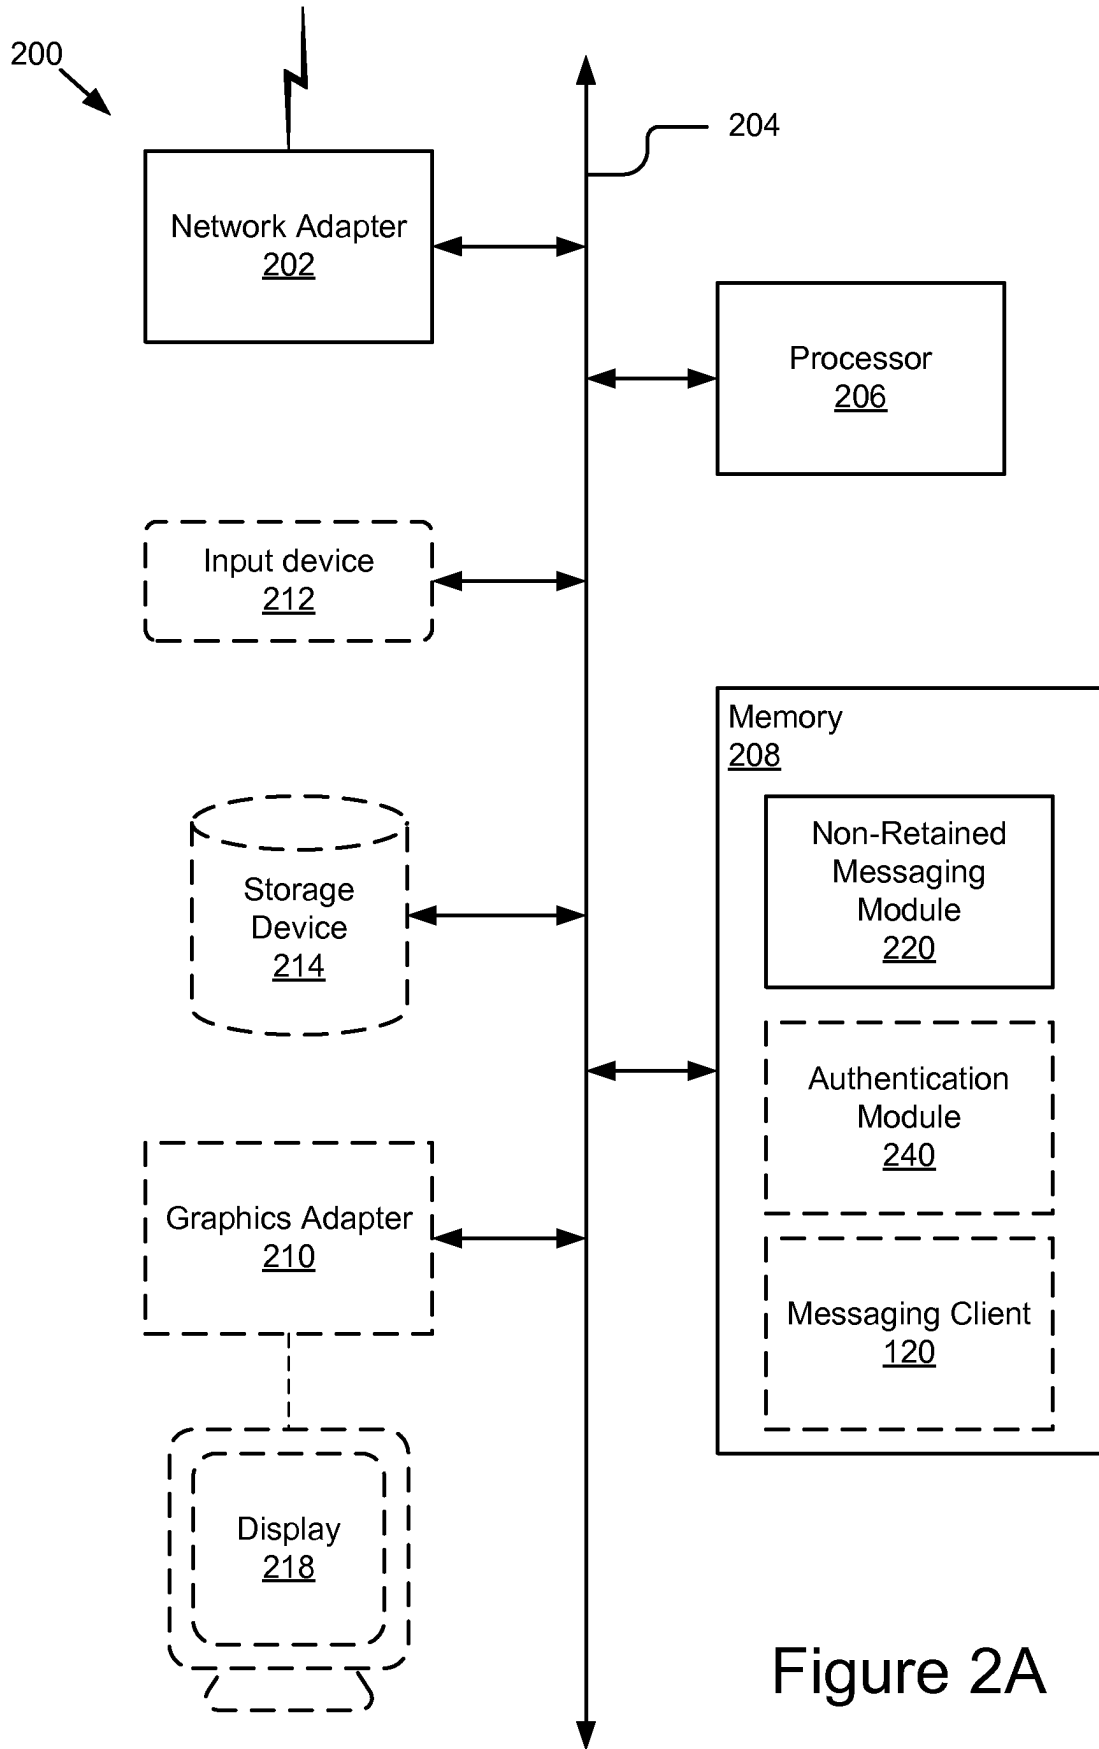 200
204
Network Adapter
202
Processor
206
Input device
212
Memory
208
Non-Retained
Messaging
Module
220
Storage
Device
214
Authentication
Module
240
Graphics Adapter
210
Messaging Client
120
Display
218
Figure 2A